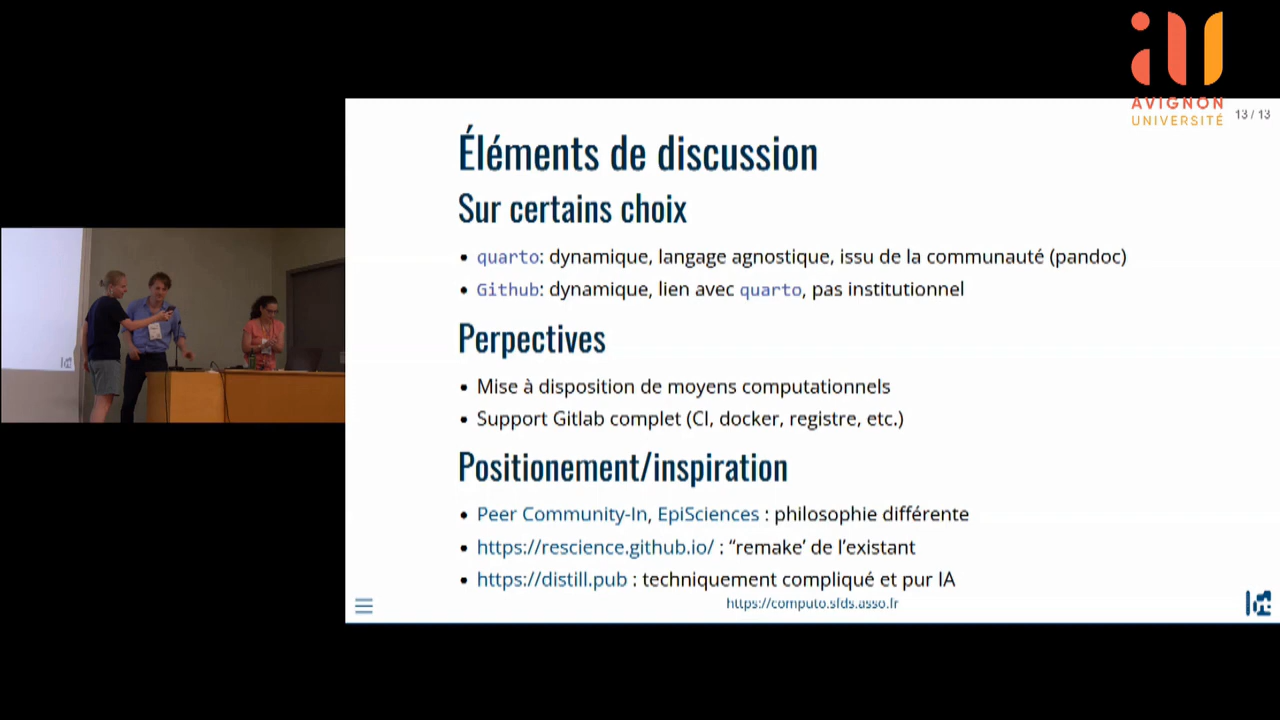 AVIGNON
UNIVERSITÉ
13 / 13
Éléments de discussion
Sur certains choix
• quarto: dynamique, langage agnostique, issu de la communauté (pandoc)
• Github: dynamique, lien avec quarto, pas institutionnel
Perpectives
• Mise à disposition de moyens computationnels
• Support Gitlab complet (CI, docker, registre, etc.)
Positionement/inspiration
• Peer Community-In, EpiSciences : philosophie différente
• https://rescience.github.io/ : “remake’ de l’existant
• https://distill.pub : techniquement compliqué et pur IA
https://computo.sfds.asso.fr